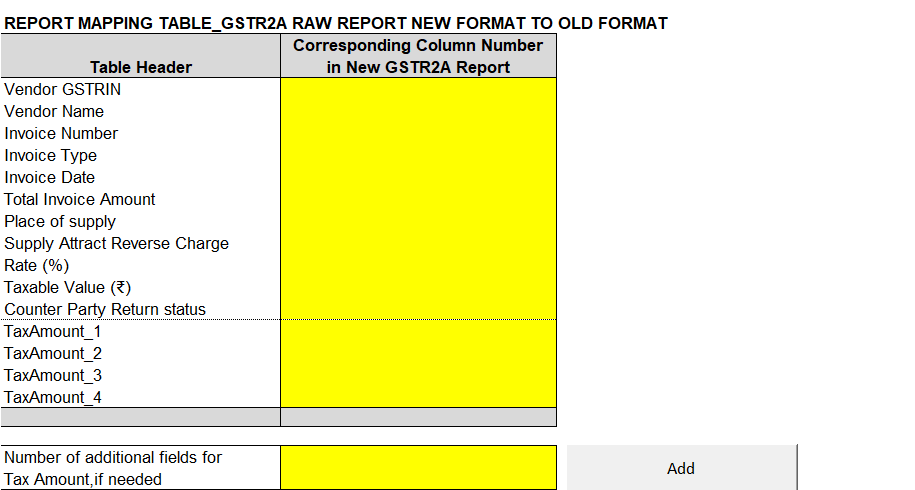 REPORT MAPPING TABLE_GSTR2A RAW REPORT NEW FORMAT TO OLD FORMAT
Table Header
Corresponding Column Number
in New GSTR2A Report
Vendor GSTRIN
Vendor Name
Invoice Number
Invoice Type
Invoice Date
Total Invoice Amount
Place of supply
Supply Attract Reverse Charge
Rate (%)
Taxable Value (₹)
Counter Party Return status
TaxAmount_1
TaxAmount_2
TaxAmount_3
TaxAmount_4
Number of additional fields for
Tax Amount,if needed
Add